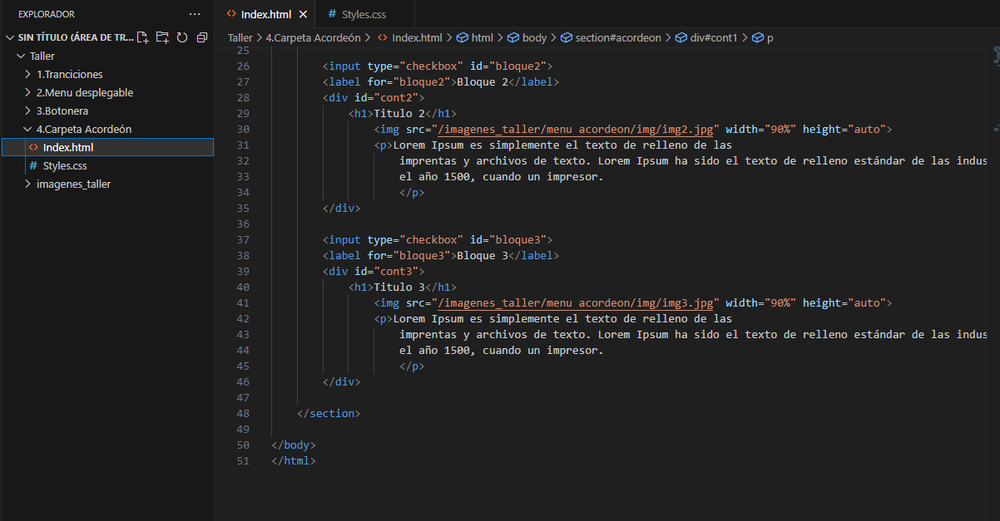 EXPLORADOR
SIN TÍTULO (ÁREA DE TR...
Taller
1.Tranciciones
2.Menu desplegable
3.Botonera
4.Carpeta Acordeón
Index.html
# Styles.css
imagenes_taller
Index.html
# Styles.css
Taller > 4.Carpeta Acordeón > Index.html > html > body > section#acordeon > div#cont1 > p
25
26 <input type="checkbox" id="bloque2">
27 <label for="bloque2">Bloque 2</label>
28 <div id="cont2">
29 <h1>Titulo 2</h1>
30 <img src="/imagenes_taller/menu acordeon/img/img2.jpg" width="90%" height="auto">
31 <p>Lorem Ipsum es simplemente el texto de relleno de las
32 imprentas y archivos de texto. Lorem Ipsum ha sido el texto de relleno estándar de las indus
33 el año 1500, cuando un impresor.
34 </p>
35 </div>
36
37 <input type="checkbox" id="bloque3">
38 <label for="bloque3">Bloque 3</label>
39 <div id="cont3">
40 <h1>Titulo 3</h1>
41 <img src="/imagenes_taller/menu acordeon/img/img3.jpg" width="90%" height="auto">
42 <p>Lorem Ipsum es simplemente el texto de relleno de las
43 imprentas y archivos de texto. Lorem Ipsum ha sido el texto de relleno estándar de las indus
44 el año 1500, cuando un impresor.
45 </p>
46 </div>
47
48 </section>
49
50 </body>
51 </html>